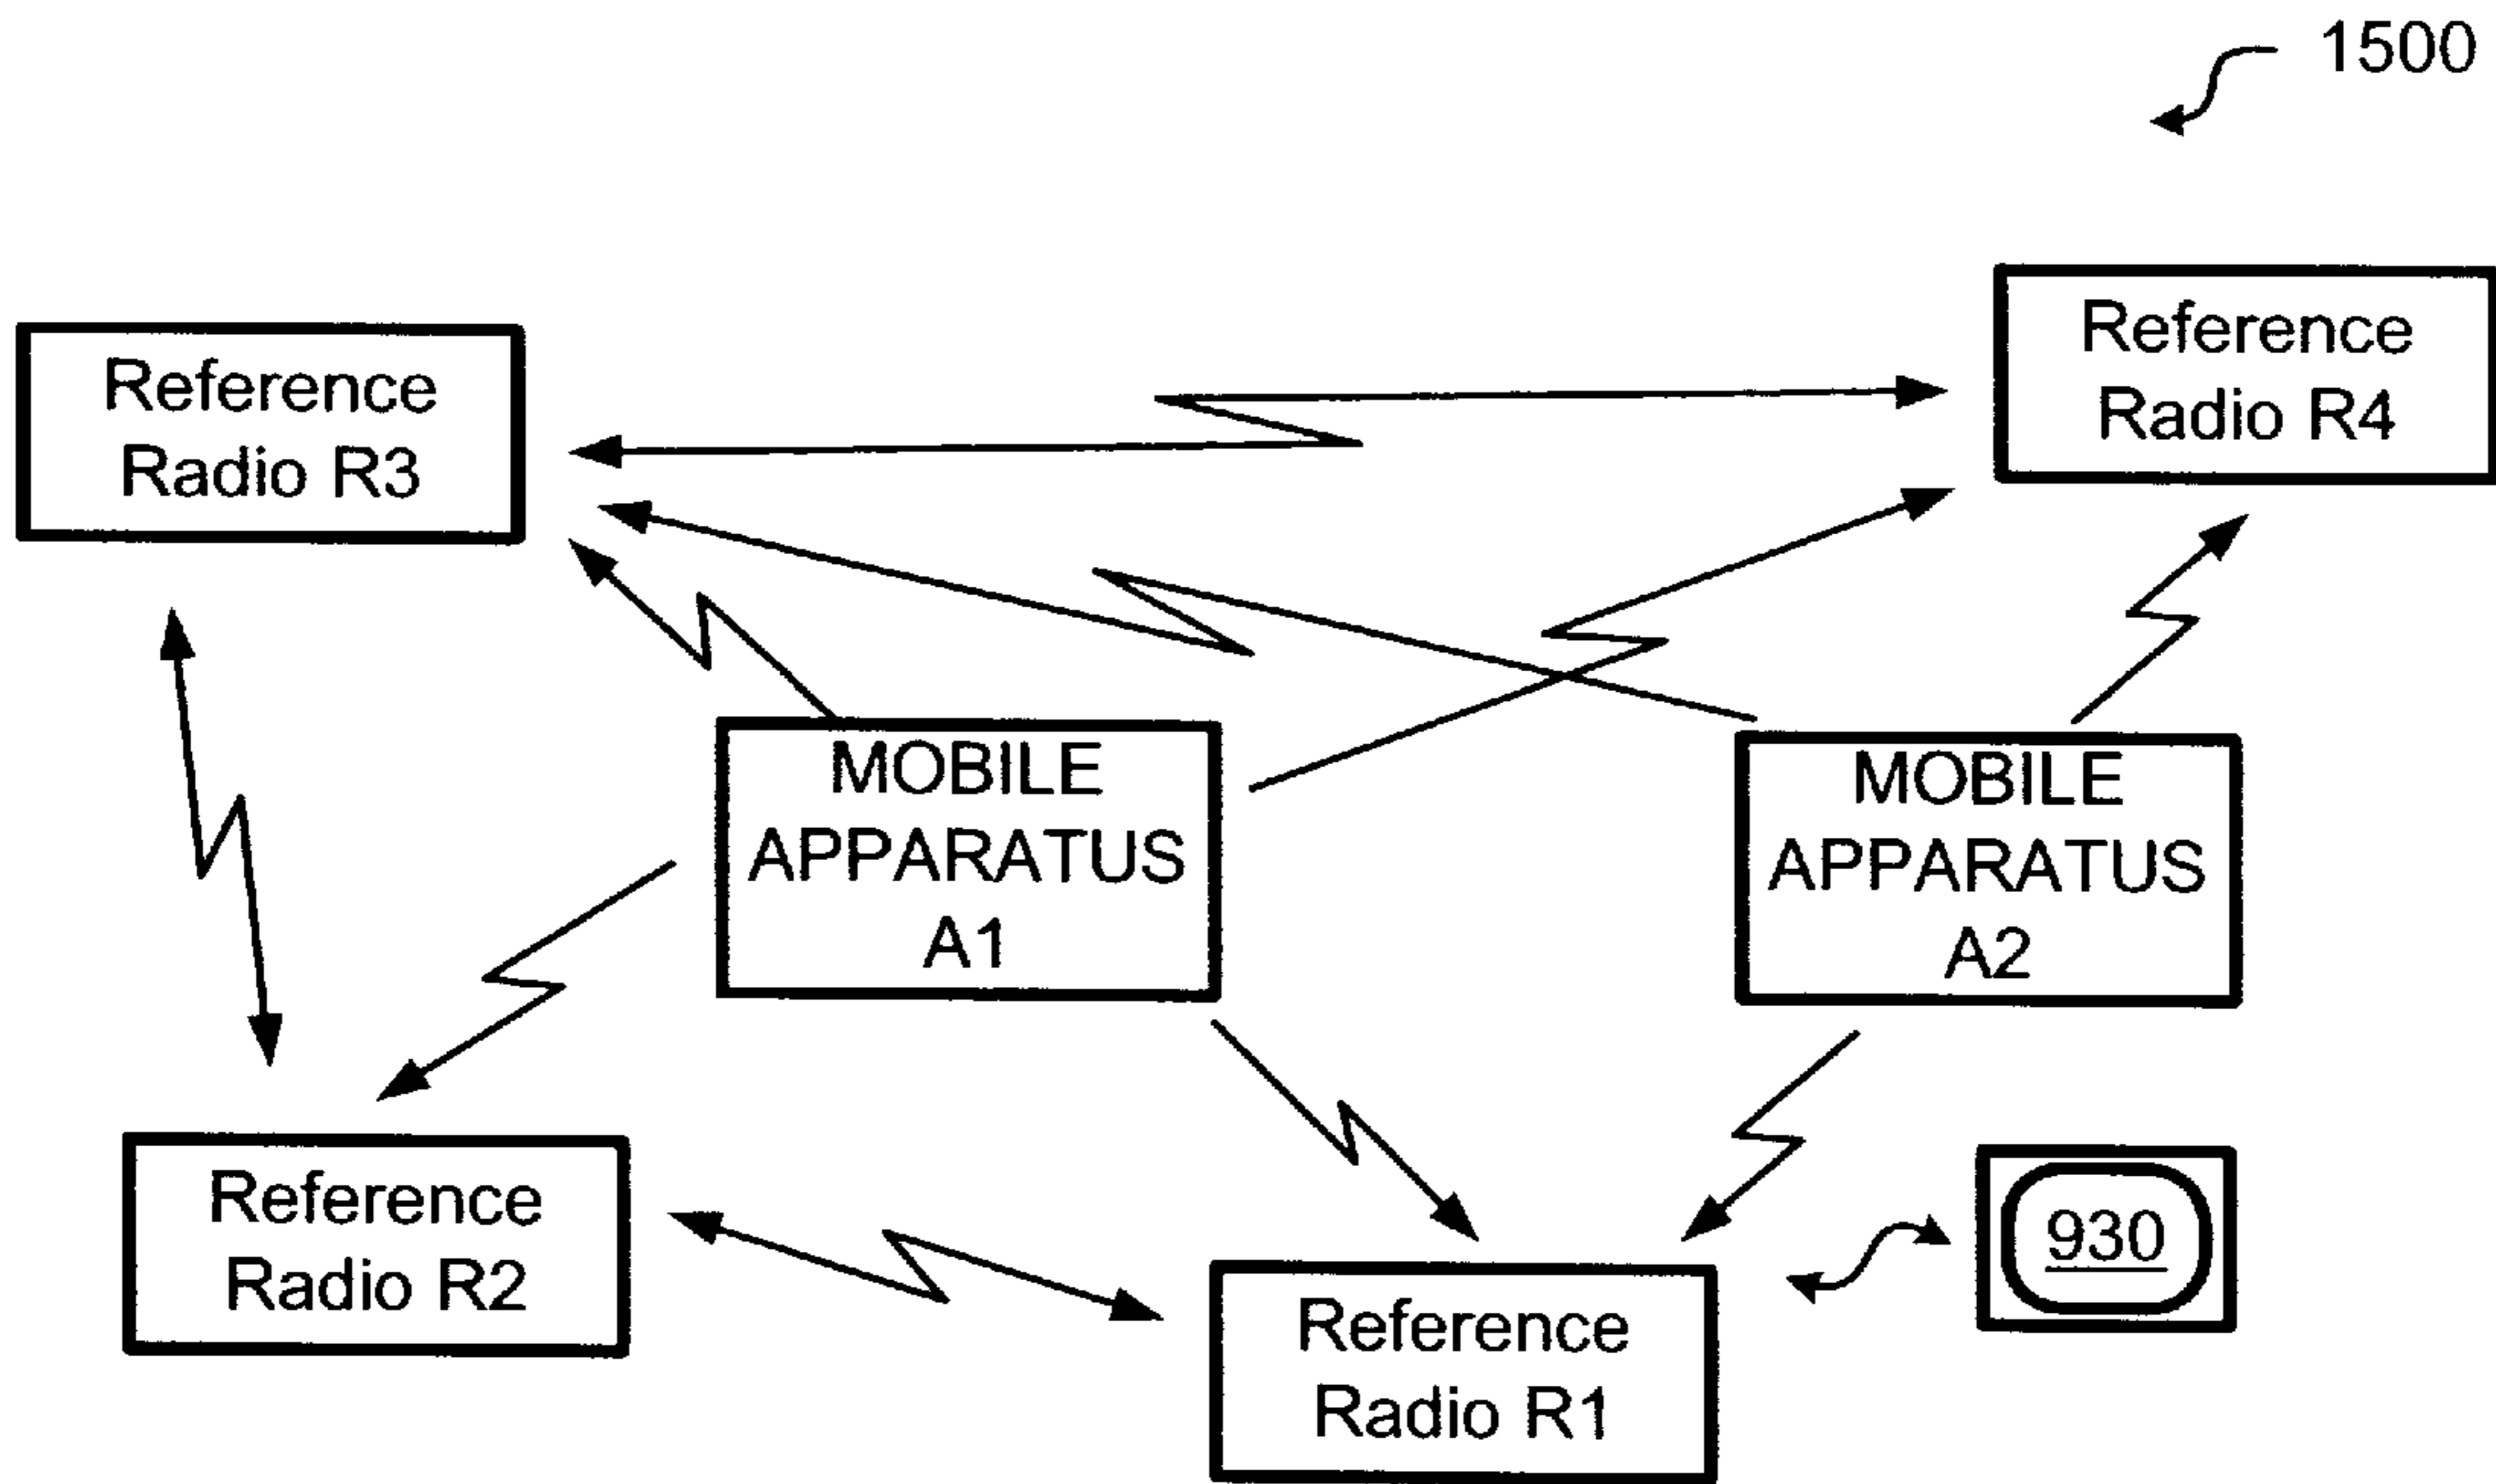 1500
Reference
Radio R3
Reference
Radio R4
MOBILE
APPARATUS
A1
MOBILE
APPARATUS
A2
Reference
Radio R2
Reference
Radio R1
930